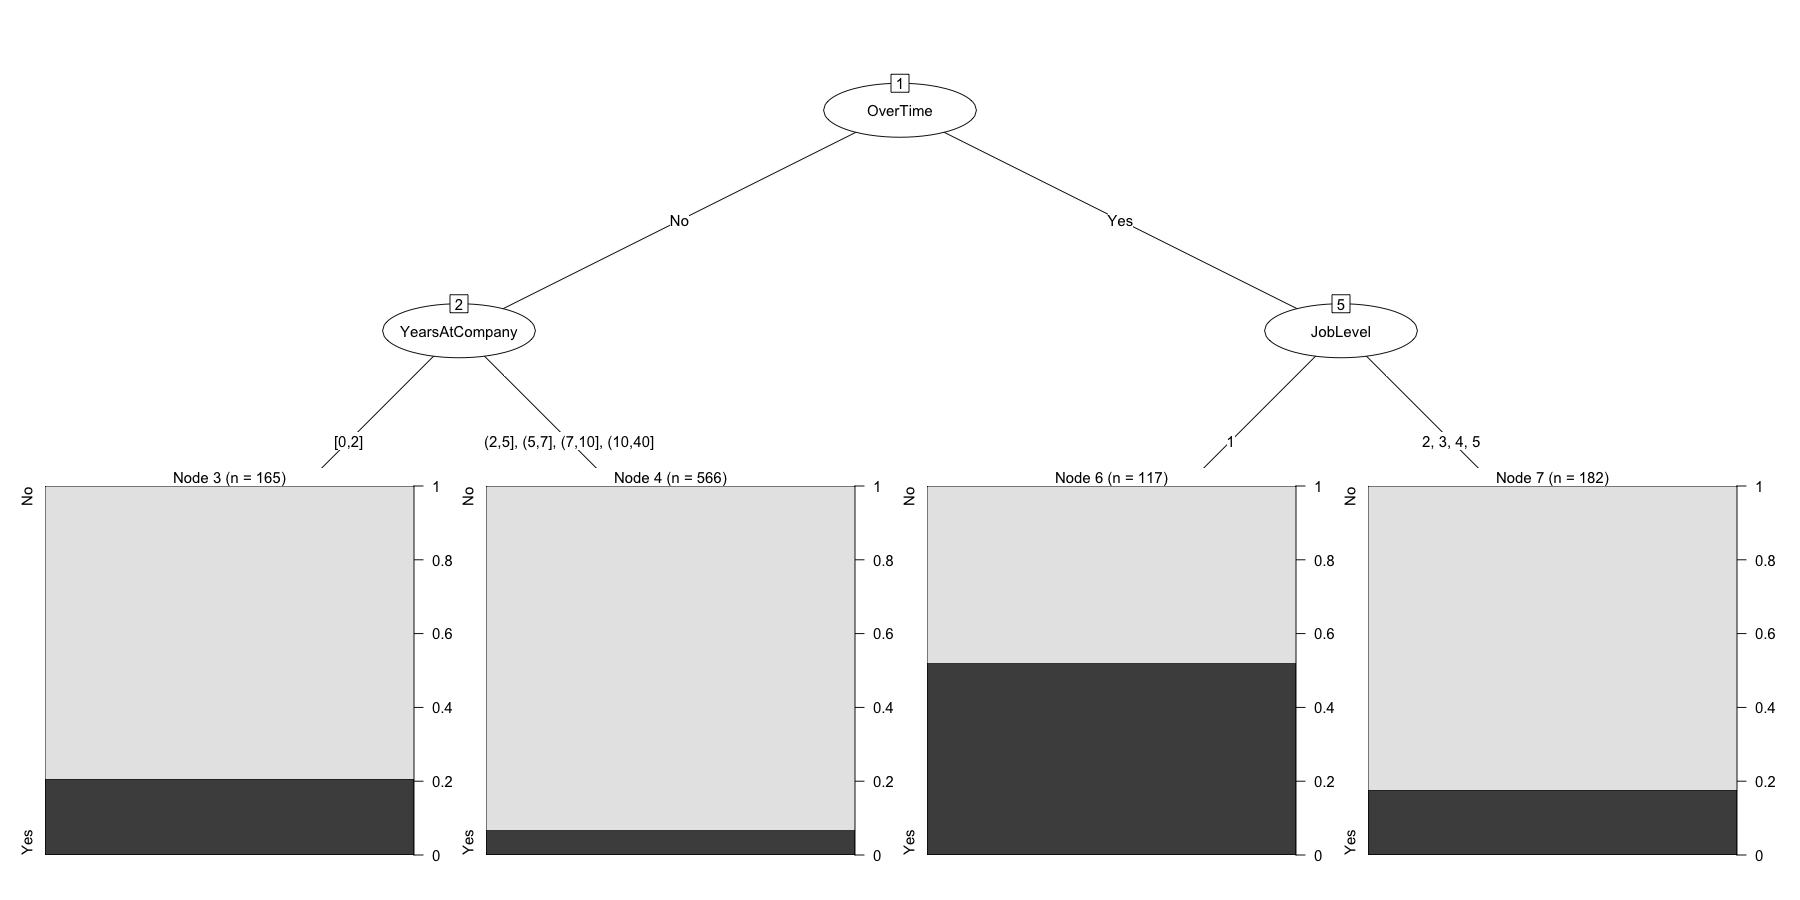 1
OverTime
No
Yes
2
YearsAtCompany
5
JobLevel
[0,2]
(2,5], (5,7], (7,10], (10,40]
1
2, 3, 4, 5
Node 3 (n = 165)
No
Yes
1
0.8
0.6
0.4
0.2
0
Node 4 (n = 566)
No
Yes
1
0.8
0.6
0.4
0.2
0
Node 6 (n = 117)
No
Yes
1
0.8
0.6
0.4
0.2
0
Node 7 (n = 182)
No
Yes
1
0.8
0.6
0.4
0.2
0